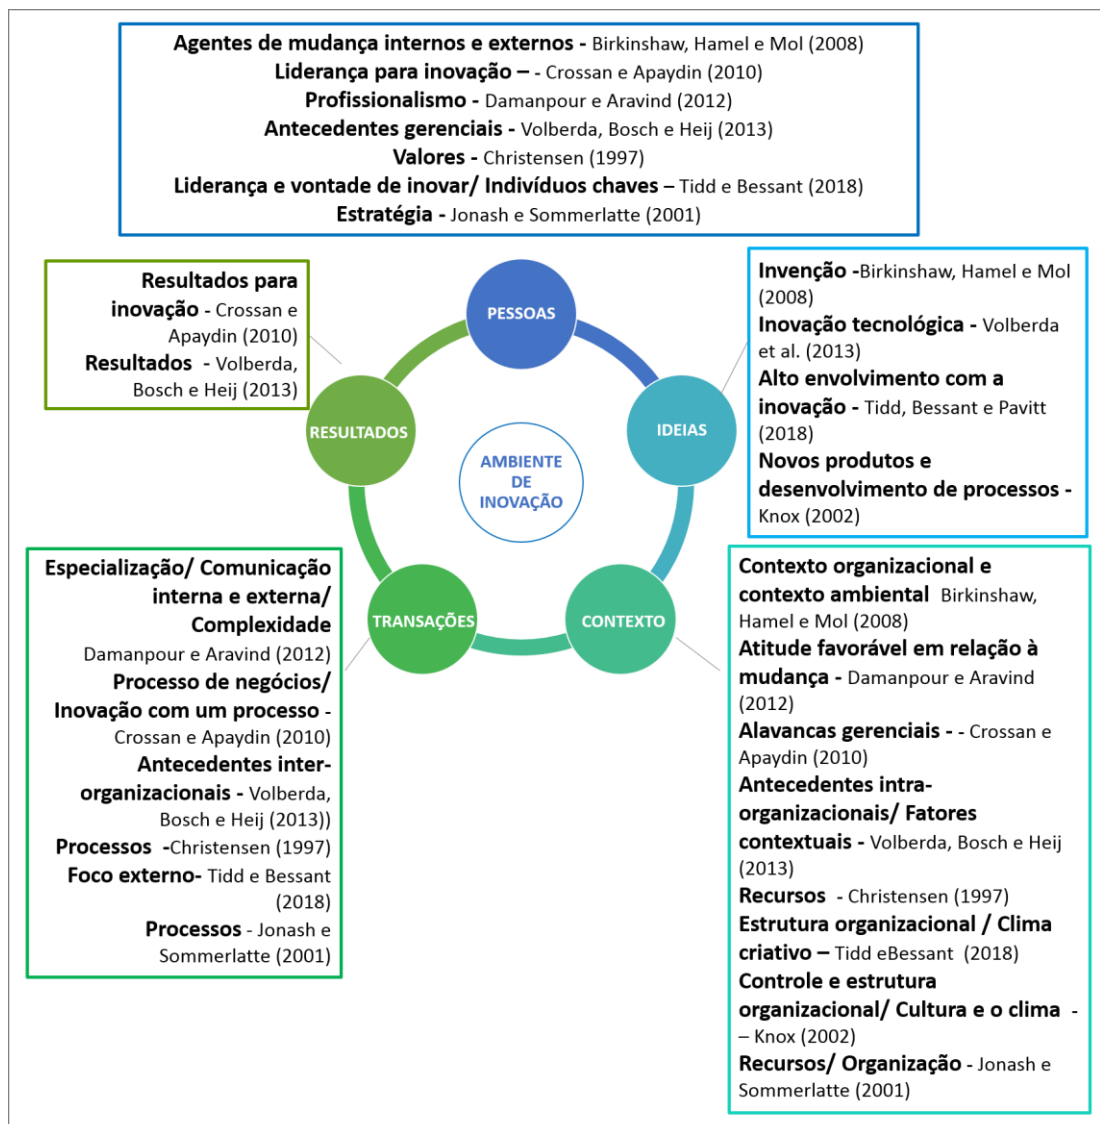 Agentes de mudança internos e externos - Birkinshaw, Hamel e Mol (2008)
Liderança para inovação – - Crossan e Apaydin (2010)
Profissionalismo - Damanpour e Aravind (2012)
Antecedentes gerenciais - Volberda, Bosch e Heij (2013)
Valores - Christensen (1997)
Liderança e vontade de inovar/ Indivíduos chaves – Tidd e Bessant (2018)
Estratégia - Jonash e Sommerlatte (2001)
Resultados para
inovação - Crossan e
Apaydin (2010)
Resultados - Volberda,
Bosch e Heij (2013)
PESSOAS
Invenção -Birkinshaw, Hamel e Mol
(2008)
Inovação tecnológica - Volberda
et al. (2013)
Alto envolvimento com a
inovação - Tidd, Bessant e Pavitt
(2018)
Novos produtos e
desenvolvimento de processos -
Knox (2002)
RESULTADOS
IDEIAS
AMBIENTE
DE
INOVAÇÃO
Especialização/ Comunicação
interna e externa/
Complexidade
Damanpour e Aravind (2012)
Processo de negócios/
Inovação com um processo -
Crossan e Apaydin (2010)
Antecedentes inter-
organizacionais - Volberda,
Bosch e Heij (2013))
Processos -Christensen (1997)
Foco externo- Tidd e Bessant
(2018)
Processos - Jonash e
Sommerlatte (2001)
TRANSAÇÕES
CONTEXTO
Contexto organizacional e
contexto ambiental Birkinshaw,
Hamel e Mol (2008)
Atitude favorável em relação à
mudança - Damanpour e Aravind
(2012)
Alavancas gerenciais - - Crossan e
Apaydin (2010)
Antecedentes intra-
organizacionais/ Fatores
contextuais - Volberda, Bosch e Heij
(2013)
Recursos - Christensen (1997)
Estrutura organizacional / Clima
criativo – Tidd eBessant (2018)
Controle e estrutura
organizacional/ Cultura e o clima -
– Knox (2002)
Recursos/ Organização - Jonash e
Sommerlatte (2001)